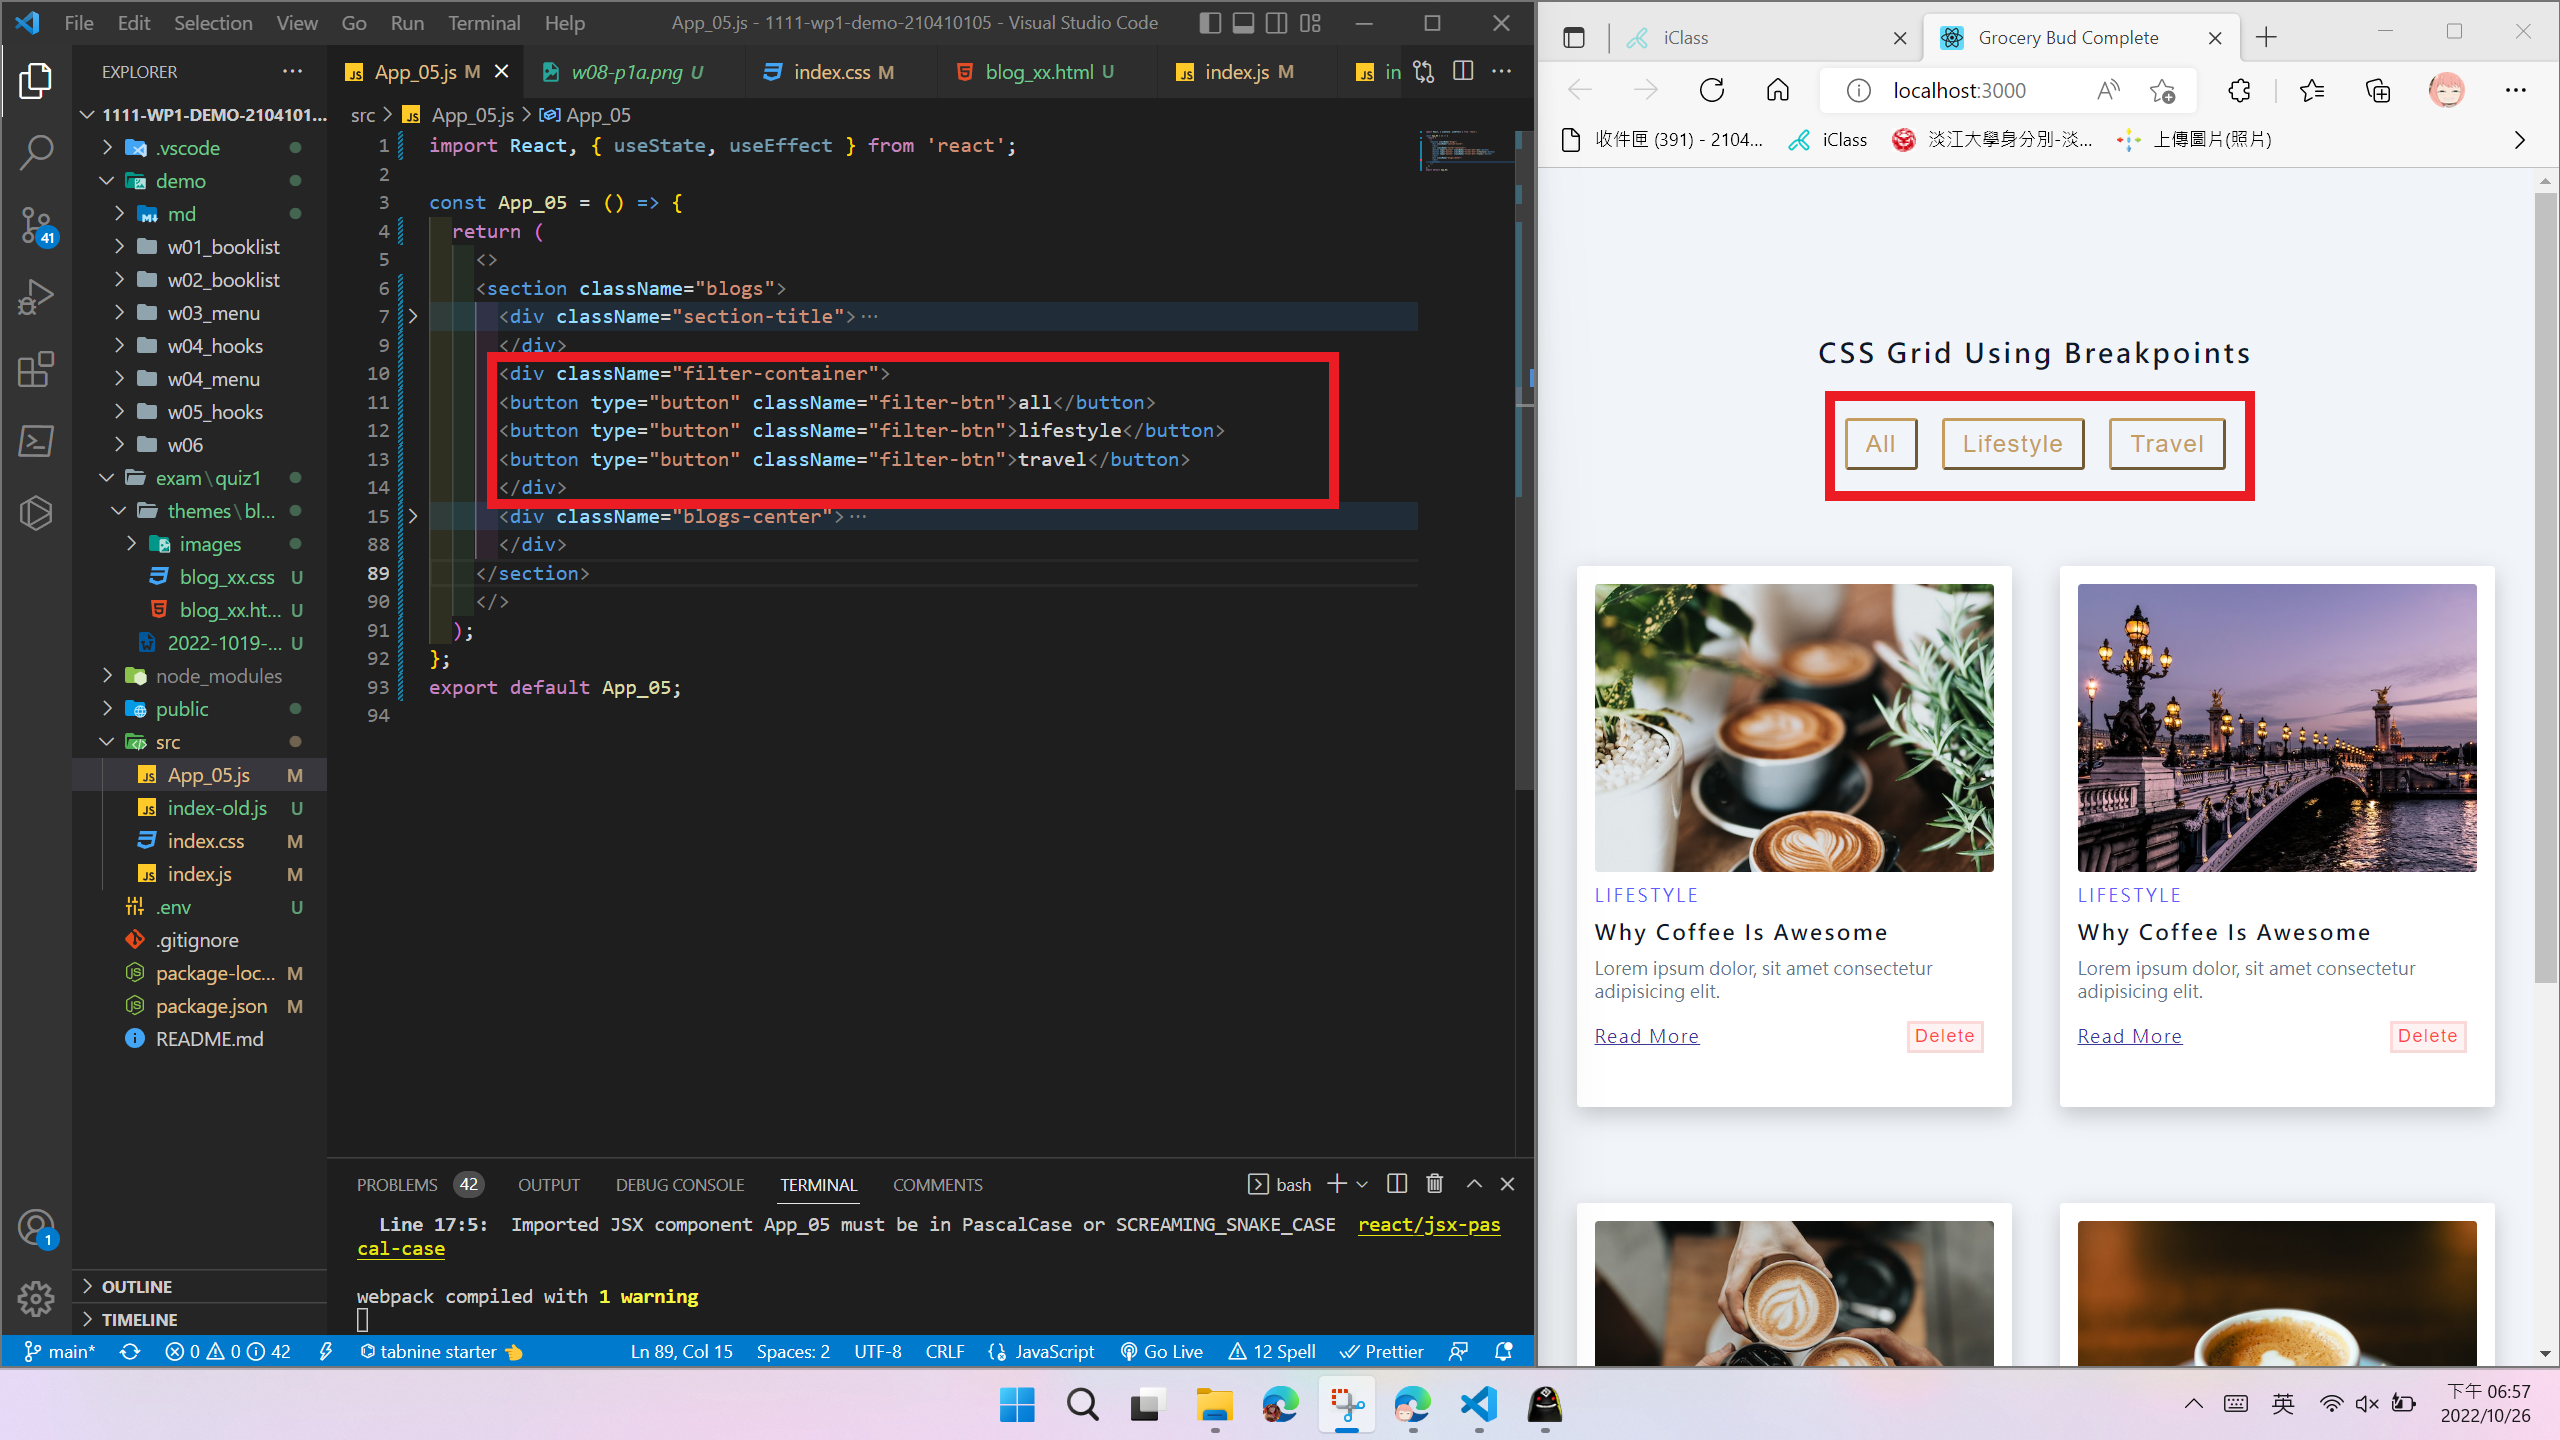 File Edit Selection View Go Run Terminal Help
App_05.js - 1111-wp1-demo-210410105 - Visual Studio Code
EXPLORER
1111-WP1-DEMO-2104101...
.vscode
demo
md
w01_booklist
w02_booklist
w03_menu
w04_hooks
w04_menu
w05_hooks
w06
exam\quiz1
themes\bl...
images
blog_xx.css U
blog_xx.ht... U
2022-1019-... U
node_modules
public
src
App_05.js M
index-old.js U
index.css M
index.js M
.env U
.gitignore
package-loc... M
package.json M
README.md
OUTLINE
TIMELINE
41
1
App_05.js M
w08-p1a.png U
index.css M
blog_xx.html U
index.js M
in
src > App_05.js > App_05
1 import React, { useState, useEffect } from 'react';
2
3 const App_05 = () => {
4 return (
5 <>
6 <section className="blogs">
7 <div className="section-title">···
9 </div>
10 <div className="filter-container">
11 <button type="button" className="filter-btn">all</button>
12 <button type="button" className="filter-btn">lifestyle</button>
13 <button type="button" className="filter-btn">travel</button>
14 </div>
15 <div className="blogs-center">···
88 </div>
89 </section>
90 </>
91 );
92 };
93 export default App_05;
94
PROBLEMS 42 OUTPUT DEBUG CONSOLE TERMINAL COMMENTS
bash
Line 17:5: Imported JSX component App_05 must be in PascalCase or SCREAMING_SNAKE_CASE react/jsx-pas
cal-case
webpack compiled with 1 warning
main* 0 0 42 tabnine starter Ln 89, Col 15 Spaces: 2 UTF-8 CRLF JavaScript Go Live 12 Spell Prettier
iClass
Grocery Bud Complete
localhost:3000
收件匣 (391) - 2104... iClass 淡江大學身分別-淡... 上傳圖片(照片)
CSS Grid Using Breakpoints
All Lifestyle Travel
LIFESTYLE
Why Coffee Is Awesome
Lorem ipsum dolor, sit amet consectetur
adipisicing elit.
Read More Delete
LIFESTYLE
Why Coffee Is Awesome
Lorem ipsum dolor, sit amet consectetur
adipisicing elit.
Read More Delete
英
下午 06:57
2022/10/26